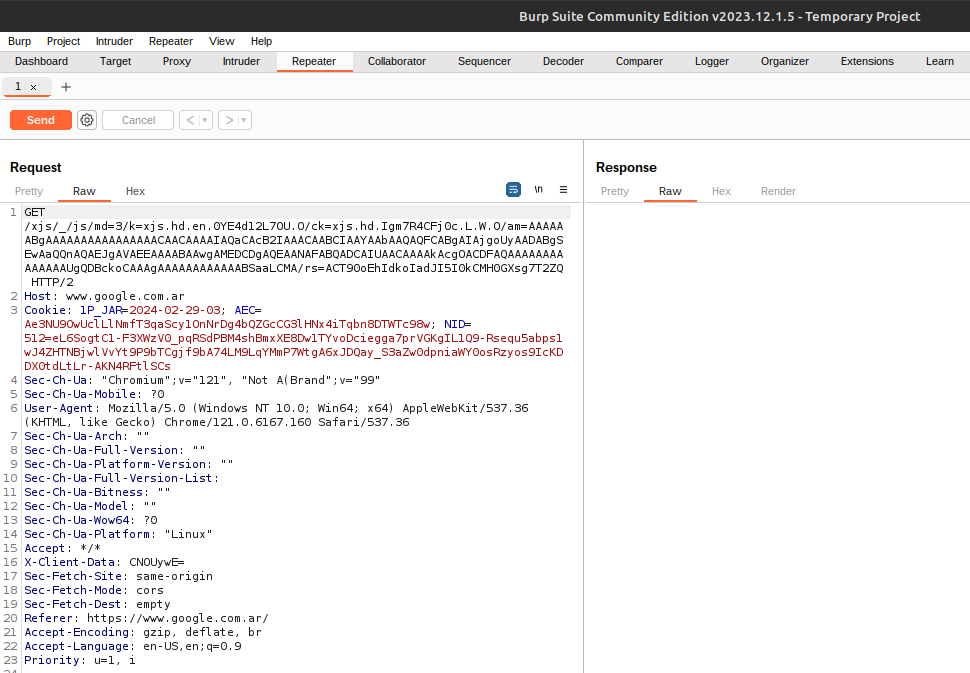 Burp Suite Community Edition v2023.12.1.5 - Temporary Project
Burp Project Intruder Repeater View Help
Dashboard Target Proxy Intruder Repeater Collaborator Sequencer Decoder Comparer Logger Organizer Extensions Learn
1 × +
Send Cancel < ▾ > ▾
Request
Pretty Raw Hex \n ≡
1 GET
/xjs/_/js/md=3/k=xjs.hd.en.OYE4dl2L7OU.O/ck=xjs.hd.Igm7R4CFj0c.L.W.O/am=AAAAA
ABgAAAAAAAAAAAAAAAACAACAAAAIAQaCAcB2IAAACAABCIAAYAAbAAQAQFCABgAIAjgoUyAADABgS
EwAaQQnAQAEJgAVAEEAAAABAAwgAMEDCDgQEAANAFABQADCAIUAACAAAAkAcgOACDFAQAAAAAAAAA
AAAAAAUgQDBckoCAAAgAAAAAAAAAAAABSaaLCMA/rs=ACT90oEhIdkoIadJI5I0kCMHOGXsg7T2ZQ
HTTP/2
2 Host: www.google.com.ar
3 Cookie: 1P_JAR=2024-02-29-03; AEC=
Ae3NU9OwUclLlNmfT3qaScy1OnNrDg4bQZGcCG3lHNx4iTqbn8DTWTc98w; NID=
512=eL6SogtC1-F3XWzV0_pqRSdPBM4shBmxXE8Dw1TYvoDciegga7prVGKgIL1Q9-Rsequ5abps1
wJ4ZHTNBjwlVvYt9P9bTCgjf9bA74LM9LqYMmP7WtgA6xJDQay_S3aZw0dpniaWYOosRzyos9IcKD
DXOtdLtLr-AKN4RFtlSCs
4 Sec-Ch-Ua: "Chromium";v="121", "Not A(Brand";v="99"
5 Sec-Ch-Ua-Mobile: ?0
6 User-Agent: Mozilla/5.0 (Windows NT 10.0; Win64; x64) AppleWebKit/537.36
(KHTML, like Gecko) Chrome/121.0.6167.160 Safari/537.36
7 Sec-Ch-Ua-Arch: ""
8 Sec-Ch-Ua-Full-Version: ""
9 Sec-Ch-Ua-Platform-Version: ""
10 Sec-Ch-Ua-Full-Version-List:
11 Sec-Ch-Ua-Bitness: ""
12 Sec-Ch-Ua-Model: ""
13 Sec-Ch-Ua-Wow64: ?0
14 Sec-Ch-Ua-Platform: "Linux"
15 Accept: */*
16 X-Client-Data: CNOUywE=
17 Sec-Fetch-Site: same-origin
18 Sec-Fetch-Mode: cors
19 Sec-Fetch-Dest: empty
20 Referer: https://www.google.com.ar/
21 Accept-Encoding: gzip, deflate, br
22 Accept-Language: en-US,en;q=0.9
23 Priority: u=1, i
Response
Pretty Raw Hex Render